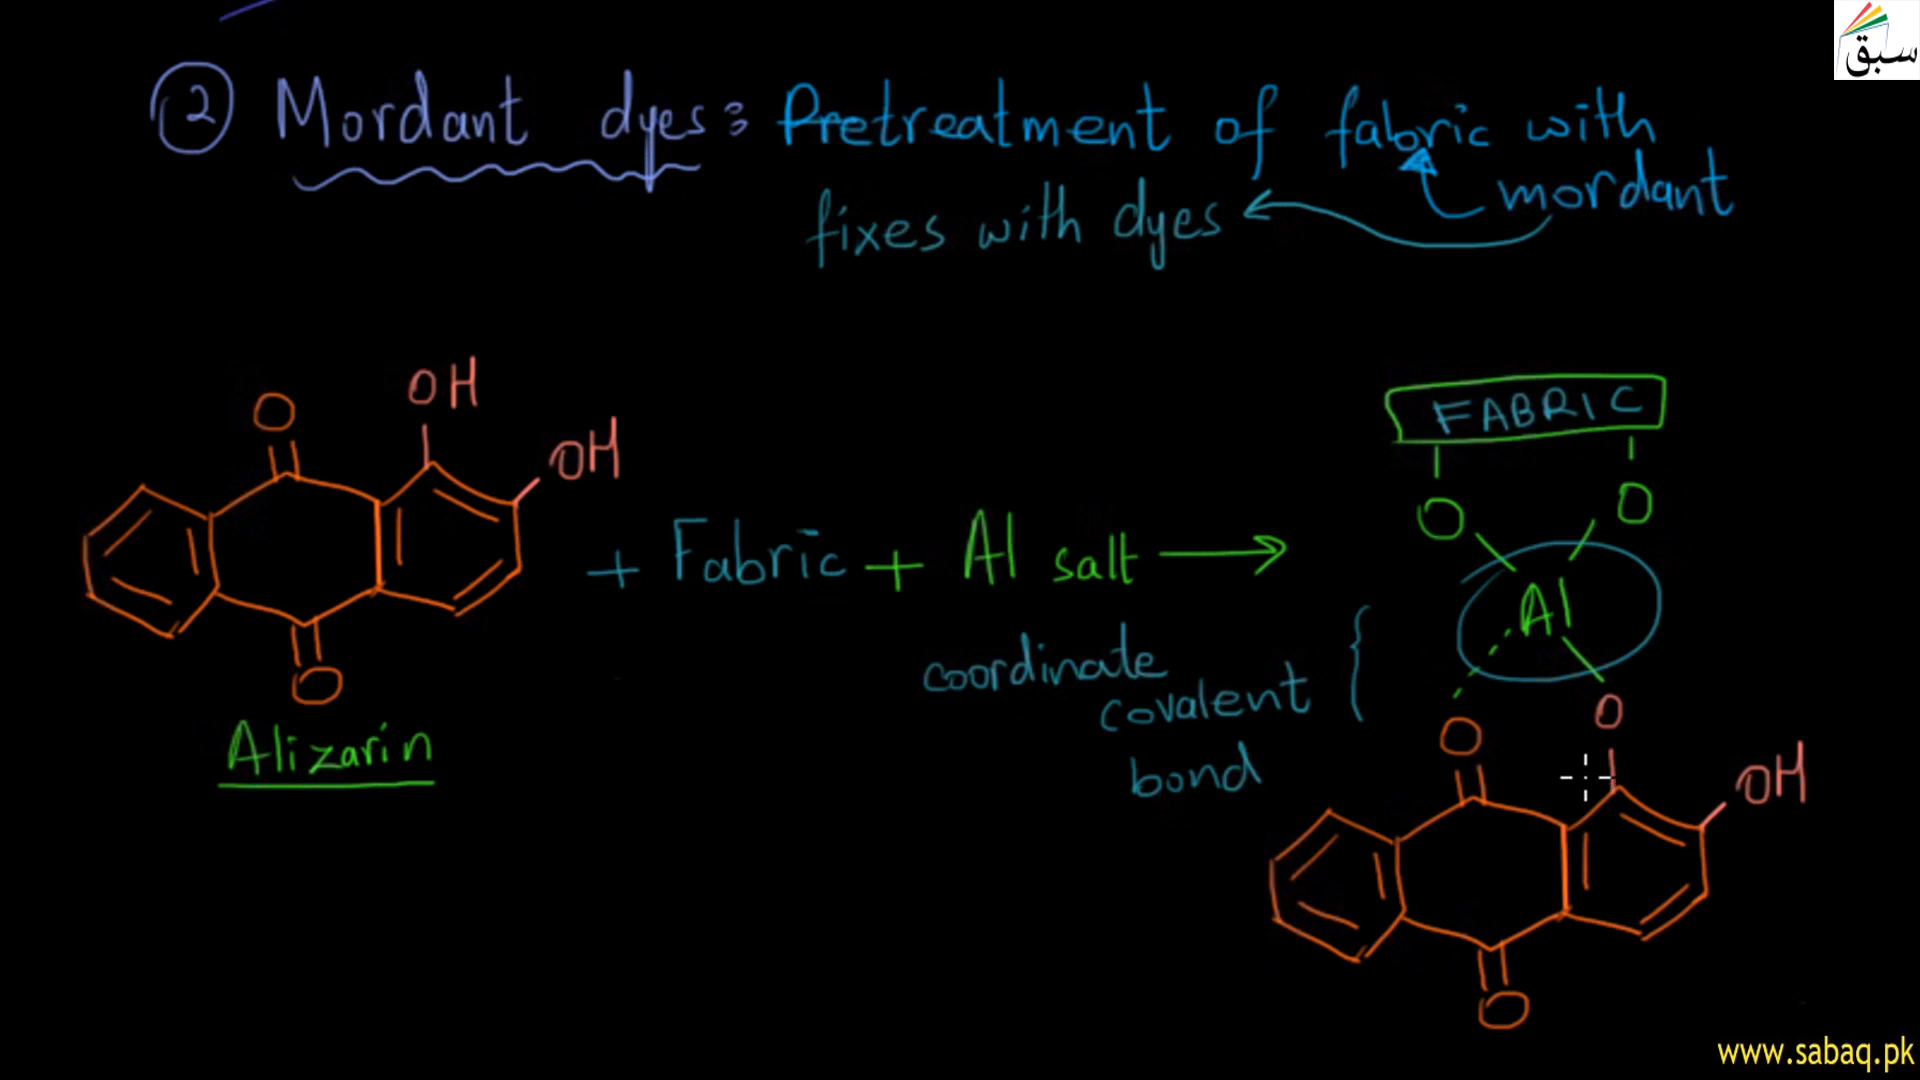 سبق
② Mordant dyes: Pretreatment of fabric with
mordant
fixes with dyes
O OH
OH
FABRIC
O O
+ Fabric + Al salt →
Al
coordinate
covalent
bond
O
Alizarin
O O
OH
O
www.sabaq.pk